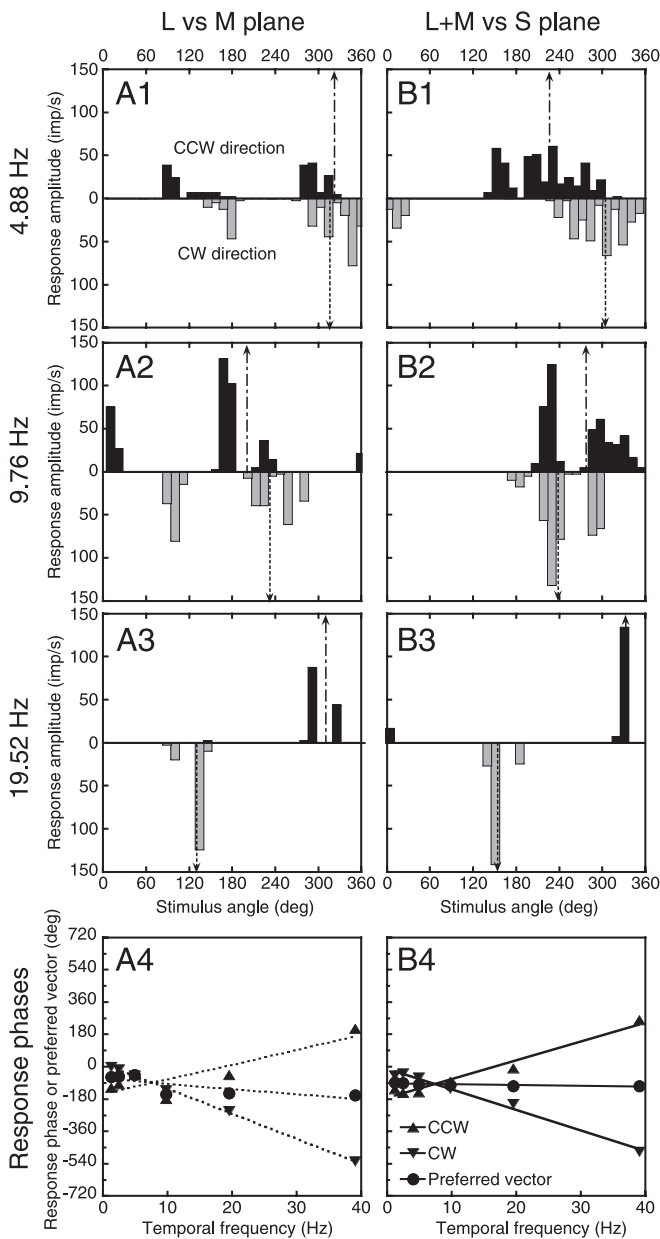 L vs M plane
L+M vs S plane
0 60 120 180 240 300 360
0 60 120 180 240 300 360
4.88 Hz
Response amplitude (imp/s)
150
100
50
0
50
100
150
A1
CCW direction
CW direction
B1
9.76 Hz
Response amplitude (imp/s)
150
100
50
0
50
100
150
A2
B2
19.52 Hz
Response amplitude (imp/s)
150
100
50
0
50
100
150
A3
B3
0 60 120 180 240 300 360
0 60 120 180 240 300 360
Stimulus angle (deg)
Stimulus angle (deg)
Response phases
Response phase or preferred vector (deg)
720
540
360
180
0
-180
-360
-540
-720
A4
B4
CCW
CW
Preferred vector
0 10 20 30 40
0 10 20 30 40
Temporal frequency (Hz)
Temporal frequency (Hz)